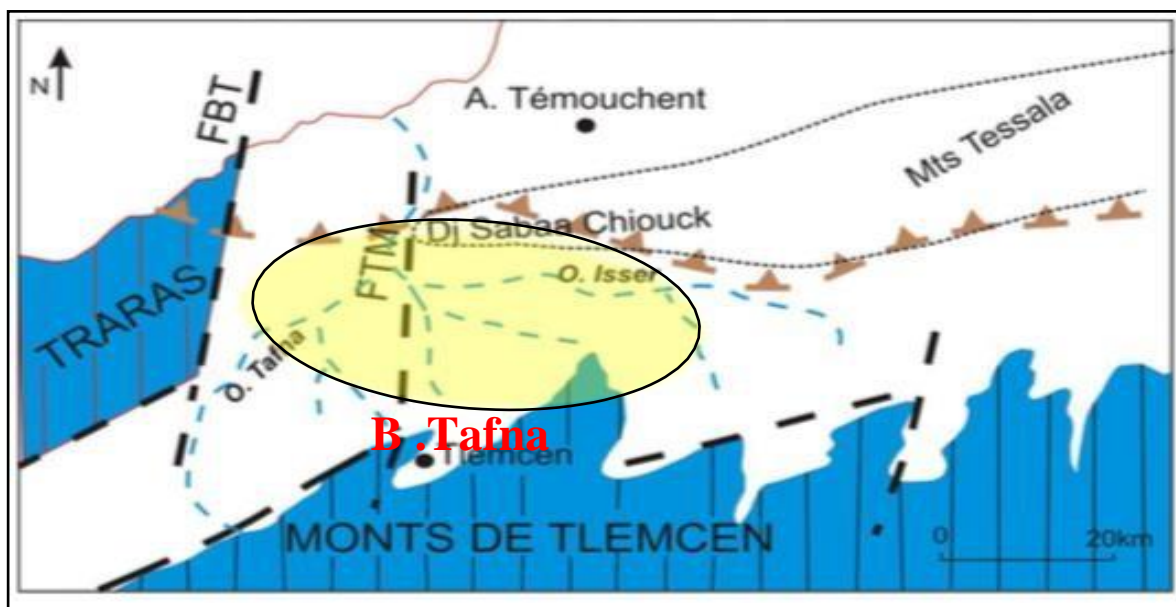 N
FBT
A. Témouchent
Mts Tessala
Dj Sabaa Chiouck
FTM
O. Isser
TRARAS
O. Tafna
B .Tafna
Tlemcen
MONTS DE TLEMCEN
0 20km